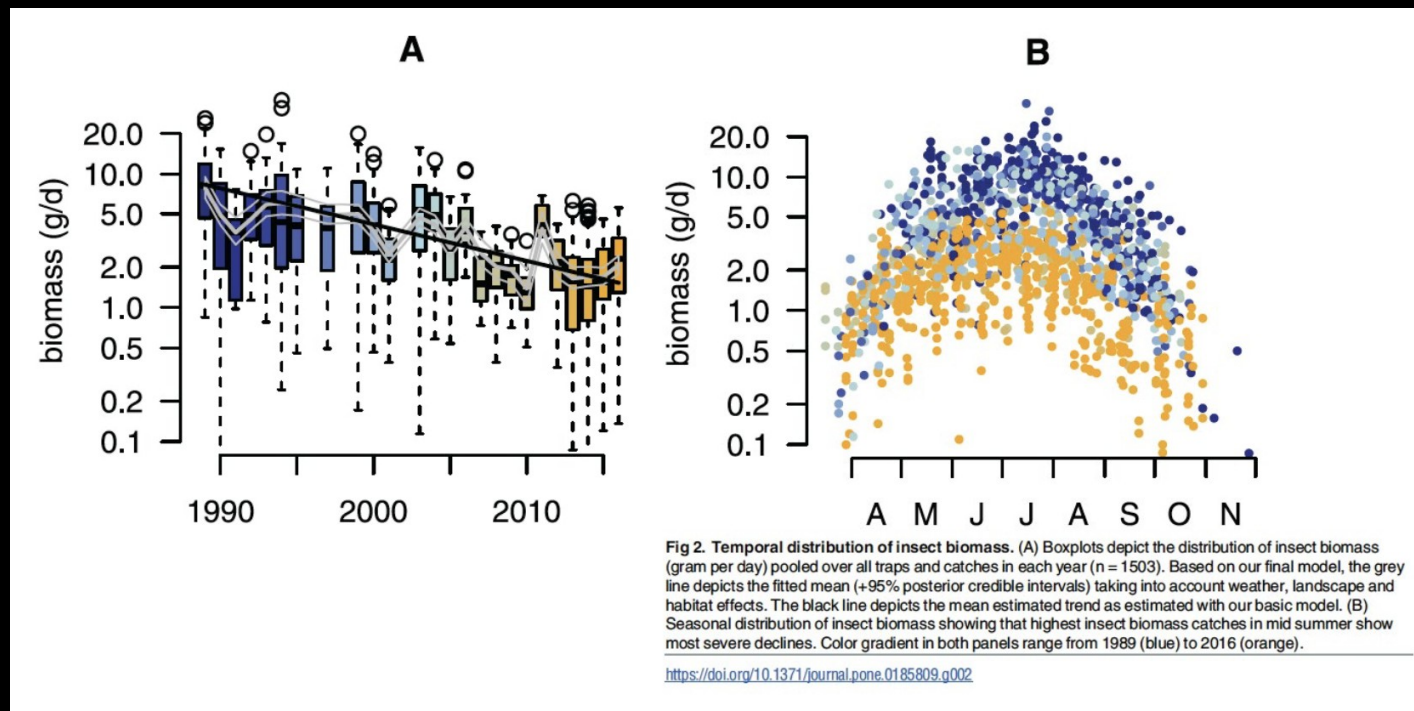 A
20.0
10.0
5.0
2.0
1.0
0.5
0.2
0.1
biomass (g/d)
1990 2000 2010
B
20.0
10.0
5.0
2.0
1.0
0.5
0.2
0.1
biomass (g/d)
A M J J A S O N
Fig 2. Temporal distribution of insect biomass. (A) Boxplots depict the distribution of insect biomass
(gram per day) pooled over all traps and catches in each year (n = 1503). Based on our final model, the grey
line depicts the fitted mean (+95% posterior credible intervals) taking into account weather, landscape and
habitat effects. The black line depicts the mean estimated trend as estimated with our basic model. (B)
Seasonal distribution of insect biomass showing that highest insect biomass catches in mid summer show
most severe declines. Color gradient in both panels range from 1989 (blue) to 2016 (orange).
https://doi.org/10.1371/journal.pone.0185809.g002